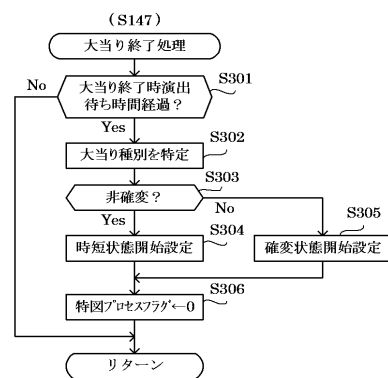 (S147)
大当り終了処理
No
大当り終了時演出
待ち時間経過？
S301
Yes
S302
大当り種別を特定
S303
非確変？
Yes
No
S304
時短状態開始設定
S305
確変状態開始設定
S306
特図ﾌﾟﾛｾｽﾌﾗｸﾞ←0
リターン